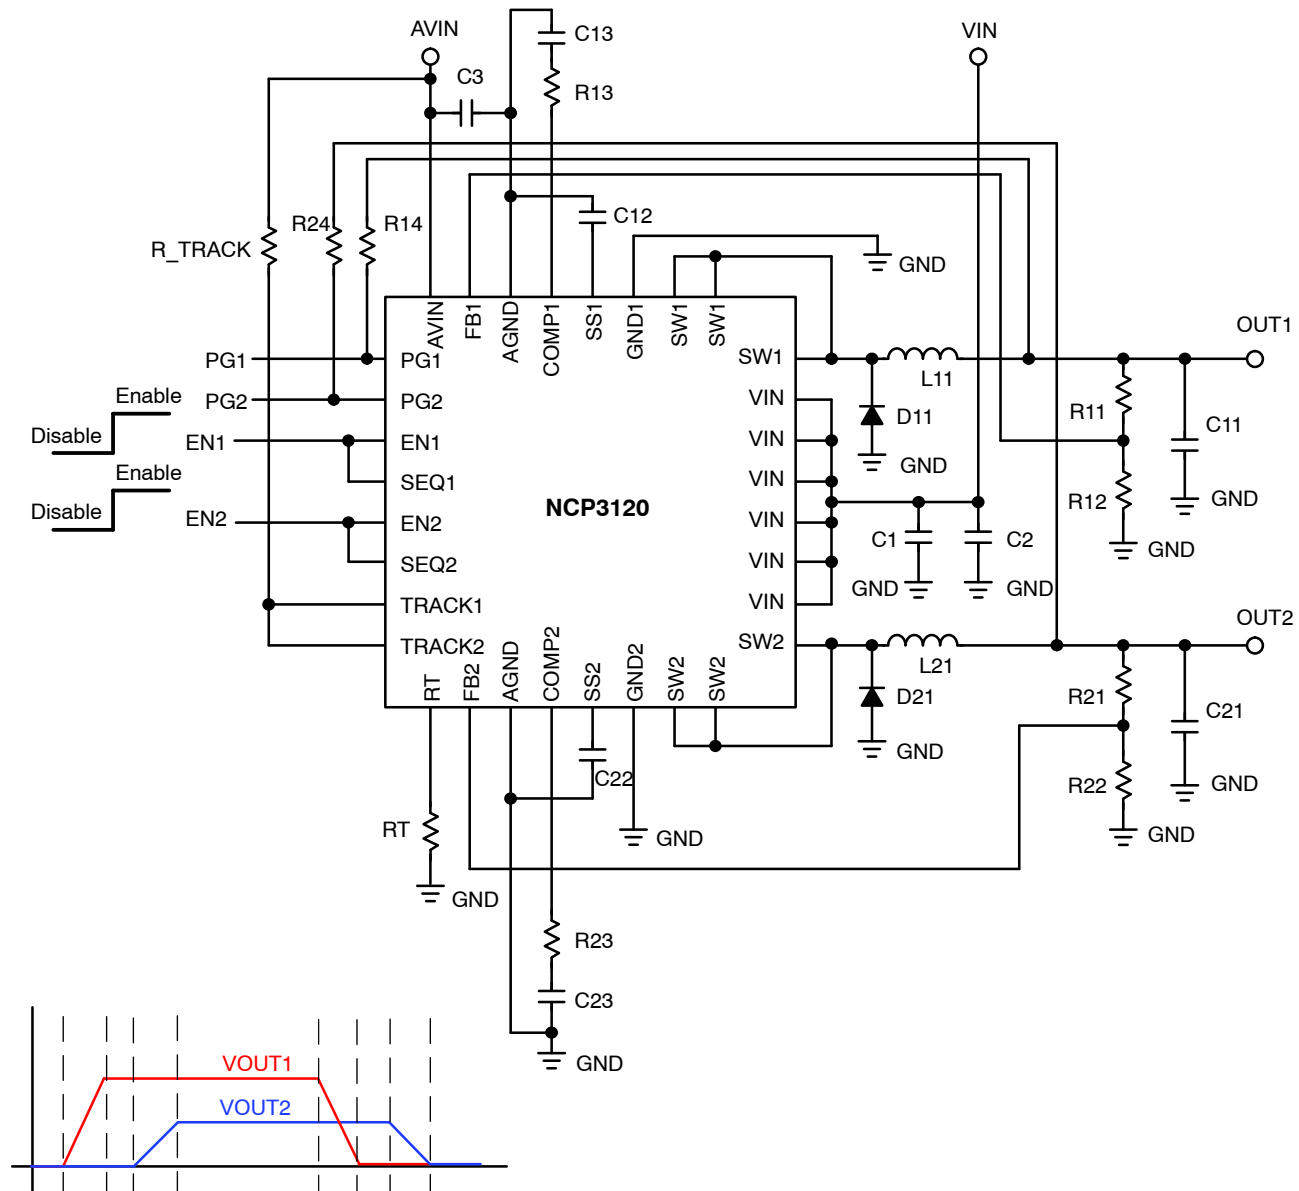 AVIN
C13
VIN
C3
R13
R24
R14
C12
R_TRACK
GND
AVIN
FB1
AGND
COMP1
SS1
GND1
SW1
SW1
OUT1
PG1
PG1
SW1
L11
Enable
PG2
PG2
VIN
D11
R11
C11
Disable
EN1
EN1
VIN
GND
Enable
SEQ1
VIN
R12
GND
Disable
EN2
EN2
NCP3120
VIN
C1
C2
GND
SEQ2
VIN
GND
GND
TRACK1
VIN
OUT2
TRACK2
SW2
L21
RT
FB2
AGND
COMP2
SS2
GND2
SW2
SW2
D21
R21
C21
GND
C22
R22
GND
RT
GND
GND
GND
R23
C23
GND
VOUT1
VOUT2